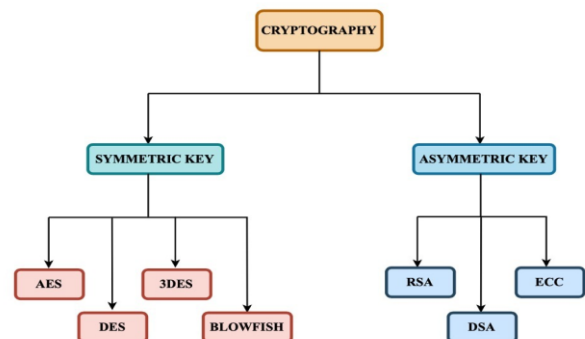 CRYPTOGRAPHY
SYMMETRIC KEY
ASYMMETRIC KEY
AES
3DES
RSA
ECC
DES
BLOWFISH
DSA